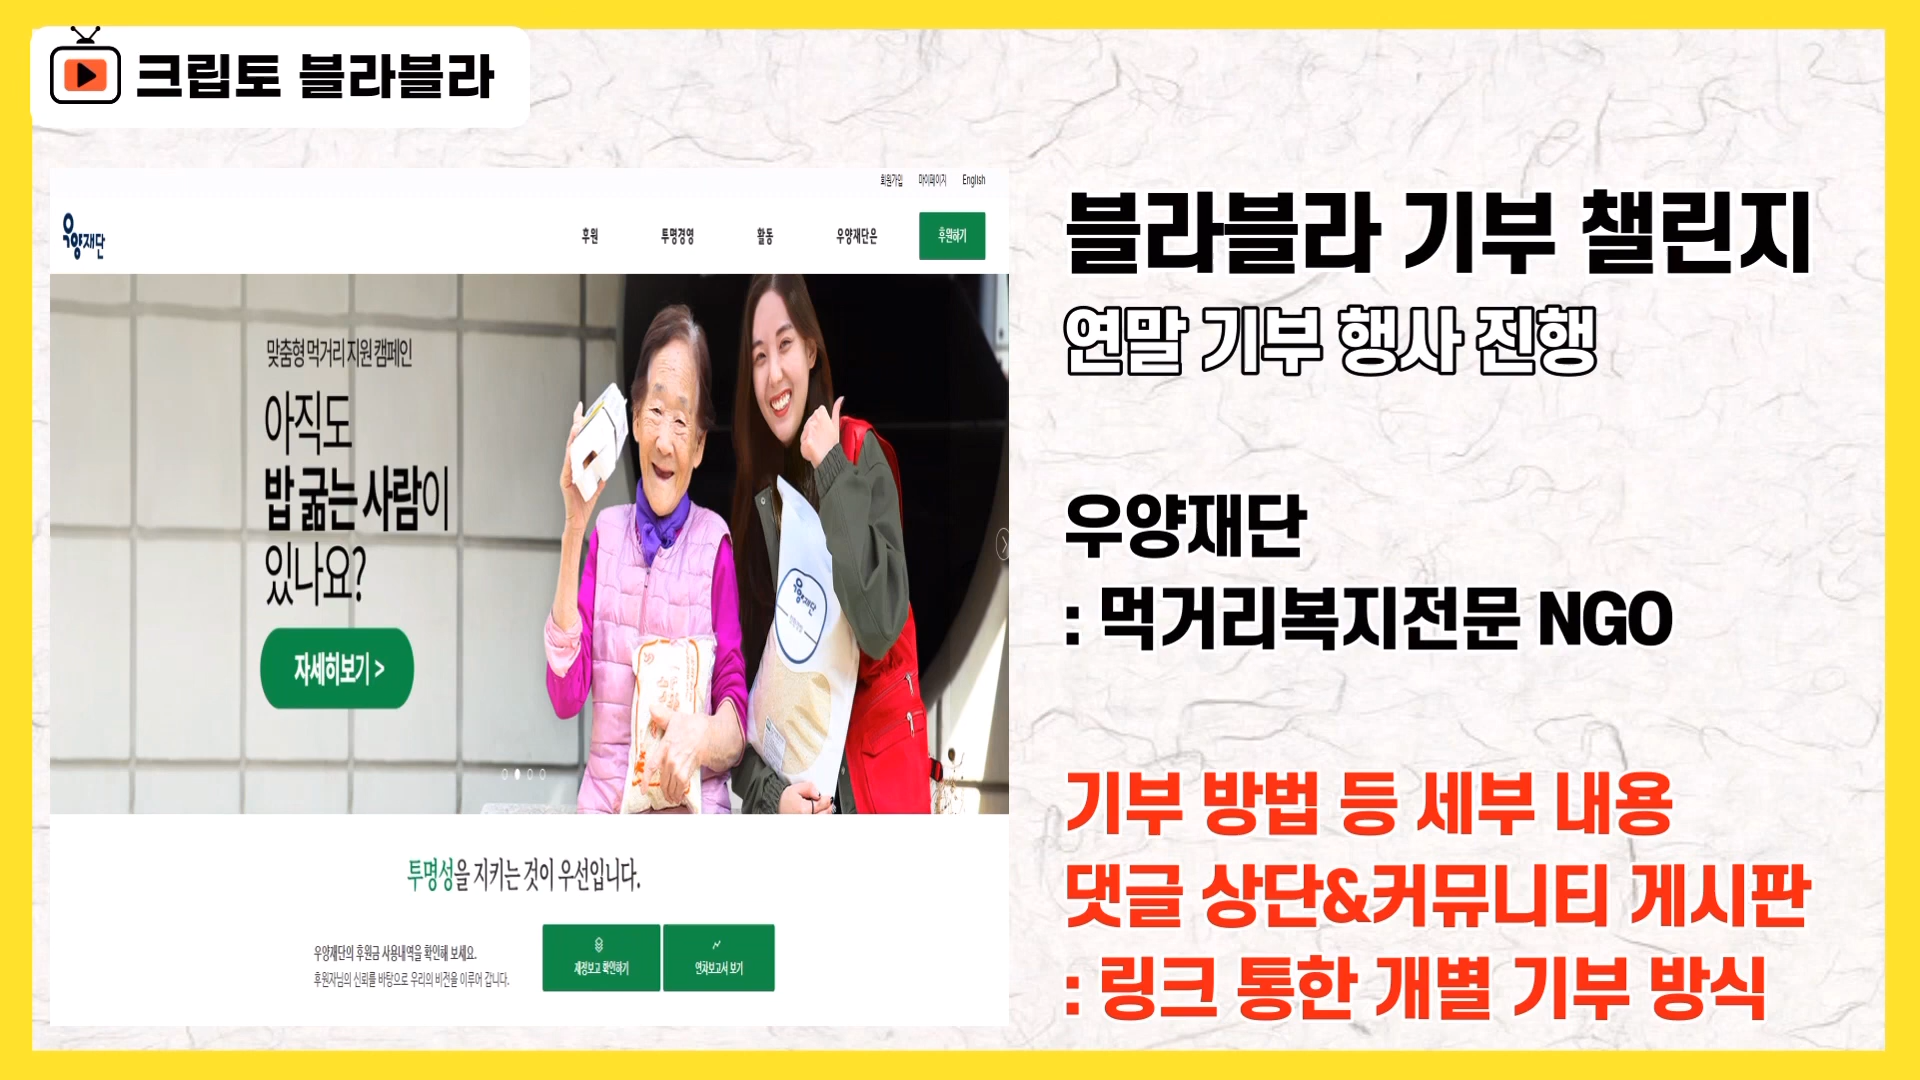 크립토 블라블라
회원가입 마이페이지 English
우양재단
후원 투명경영 활동 우양재단은 후원하기
맞춤형 먹거리 지원 캠페인
아직도
밥 굶는 사람이
있나요?
자세히보기 >
우양재단
투명성을 지키는 것이 우선입니다.
우양재단의 후원금 사용내역을 확인해 보세요.
후원자님의 신뢰를 바탕으로 우리의 비전을 이루어 갑니다.
재정보고 확인하기
연차보고서 보기
블라블라 기부 챌린지
연말 기부 행사 진행
우양재단
: 먹거리복지전문 NGO
기부 방법 등 세부 내용
댓글 상단&커뮤니티 게시판
: 링크 통한 개별 기부 방식